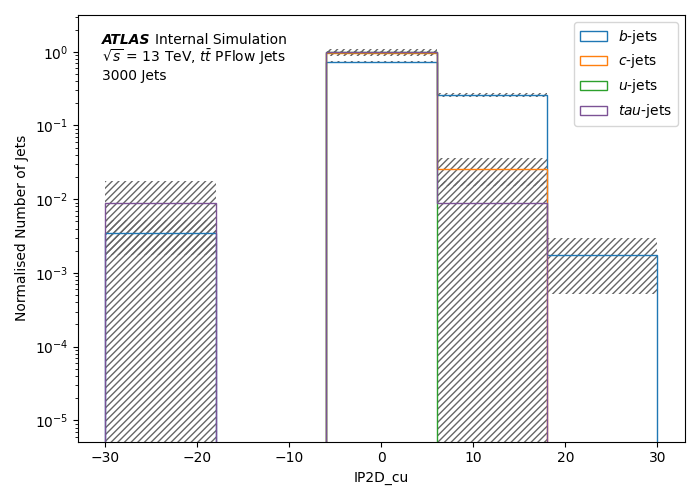 ATLAS Internal Simulation
√s = 13 TeV, tt̄ PFlow Jets
3000 Jets
b-jets
c-jets
u-jets
tau-jets
Normalised Number of Jets
10⁰
10⁻¹
10⁻²
10⁻³
10⁻⁴
10⁻⁵
−30 −20 −10 0 10 20 30
IP2D_cu